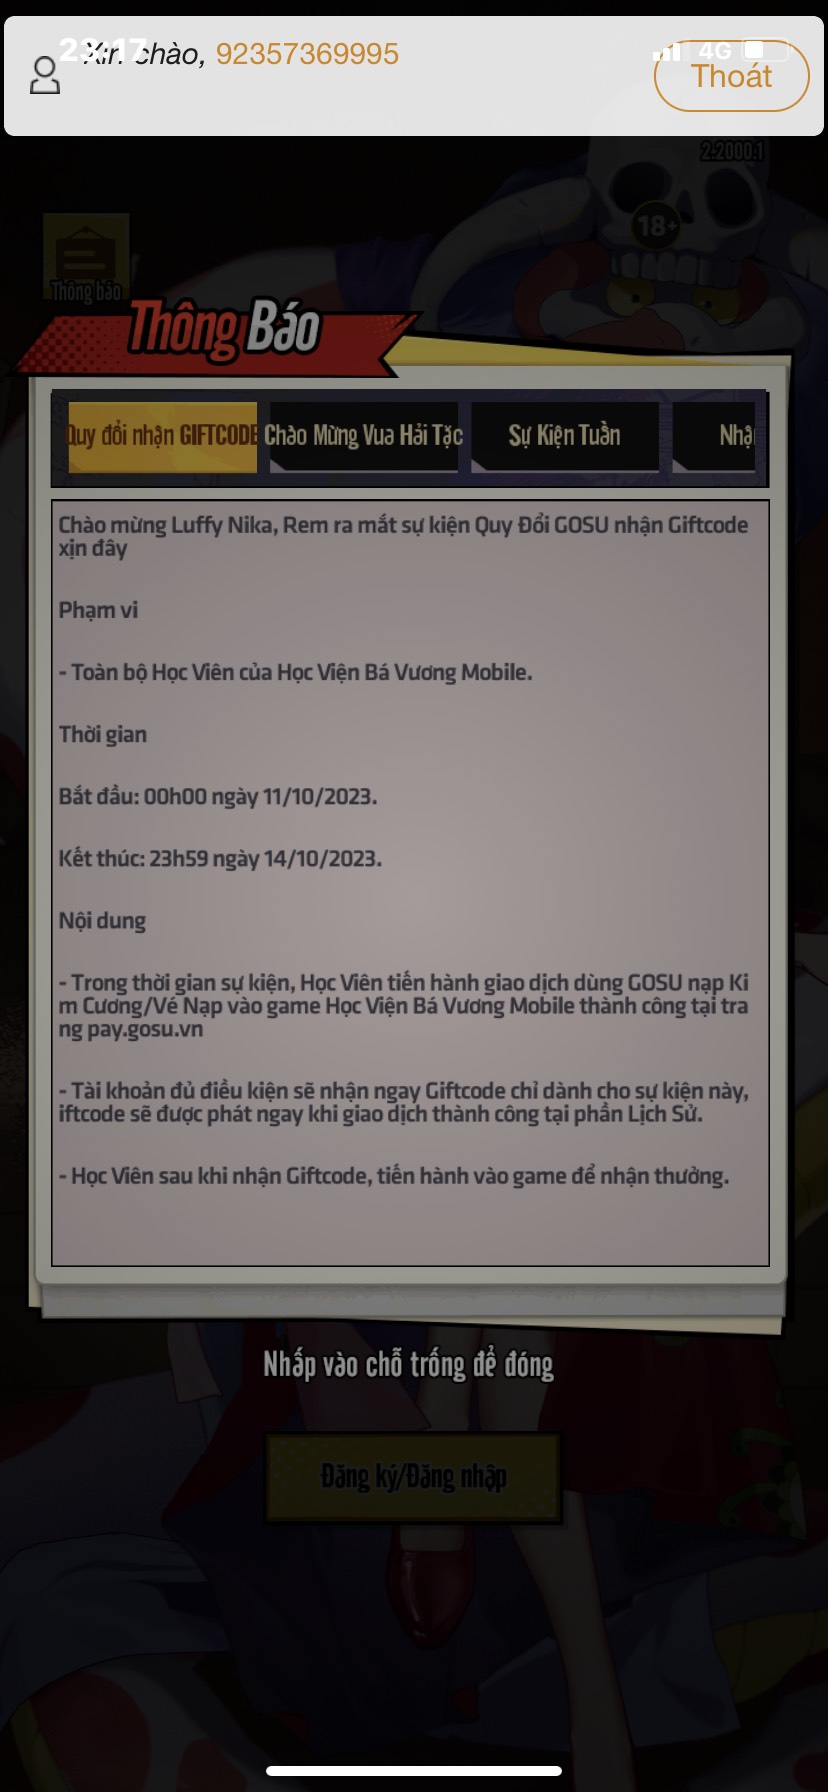 23:17
4G
Xin chào, 92357369995
Thoát
2.2000.1
18+
Thông báo
Thông Báo
Quy đổi nhận GIFTCODE
Chào Mừng Vua Hải Tặc
Sự Kiện Tuần
Nhậ
Chào mừng Luffy Nika, Rem ra mắt sự kiện Quy Đổi GOSU nhận Giftcode
xịn đây
Phạm vi
- Toàn bộ Học Viên của Học Viện Bá Vương Mobile.
Thời gian
Bắt đầu: 00h00 ngày 11/10/2023.
Kết thúc: 23h59 ngày 14/10/2023.
Nội dung
- Trong thời gian sự kiện, Học Viên tiến hành giao dịch dùng GOSU nạp Ki
m Cương/Vé Nạp vào game Học Viện Bá Vương Mobile thành công tại tra
ng pay.gosu.vn
- Tài khoản đủ điều kiện sẽ nhận ngay Giftcode chỉ dành cho sự kiện này,
iftcode sẽ được phát ngay khi giao dịch thành công tại phần Lịch Sử.
- Học Viên sau khi nhận Giftcode, tiến hành vào game để nhận thưởng.
Nhấp vào chỗ trống để đóng
Đăng ký/Đăng nhập